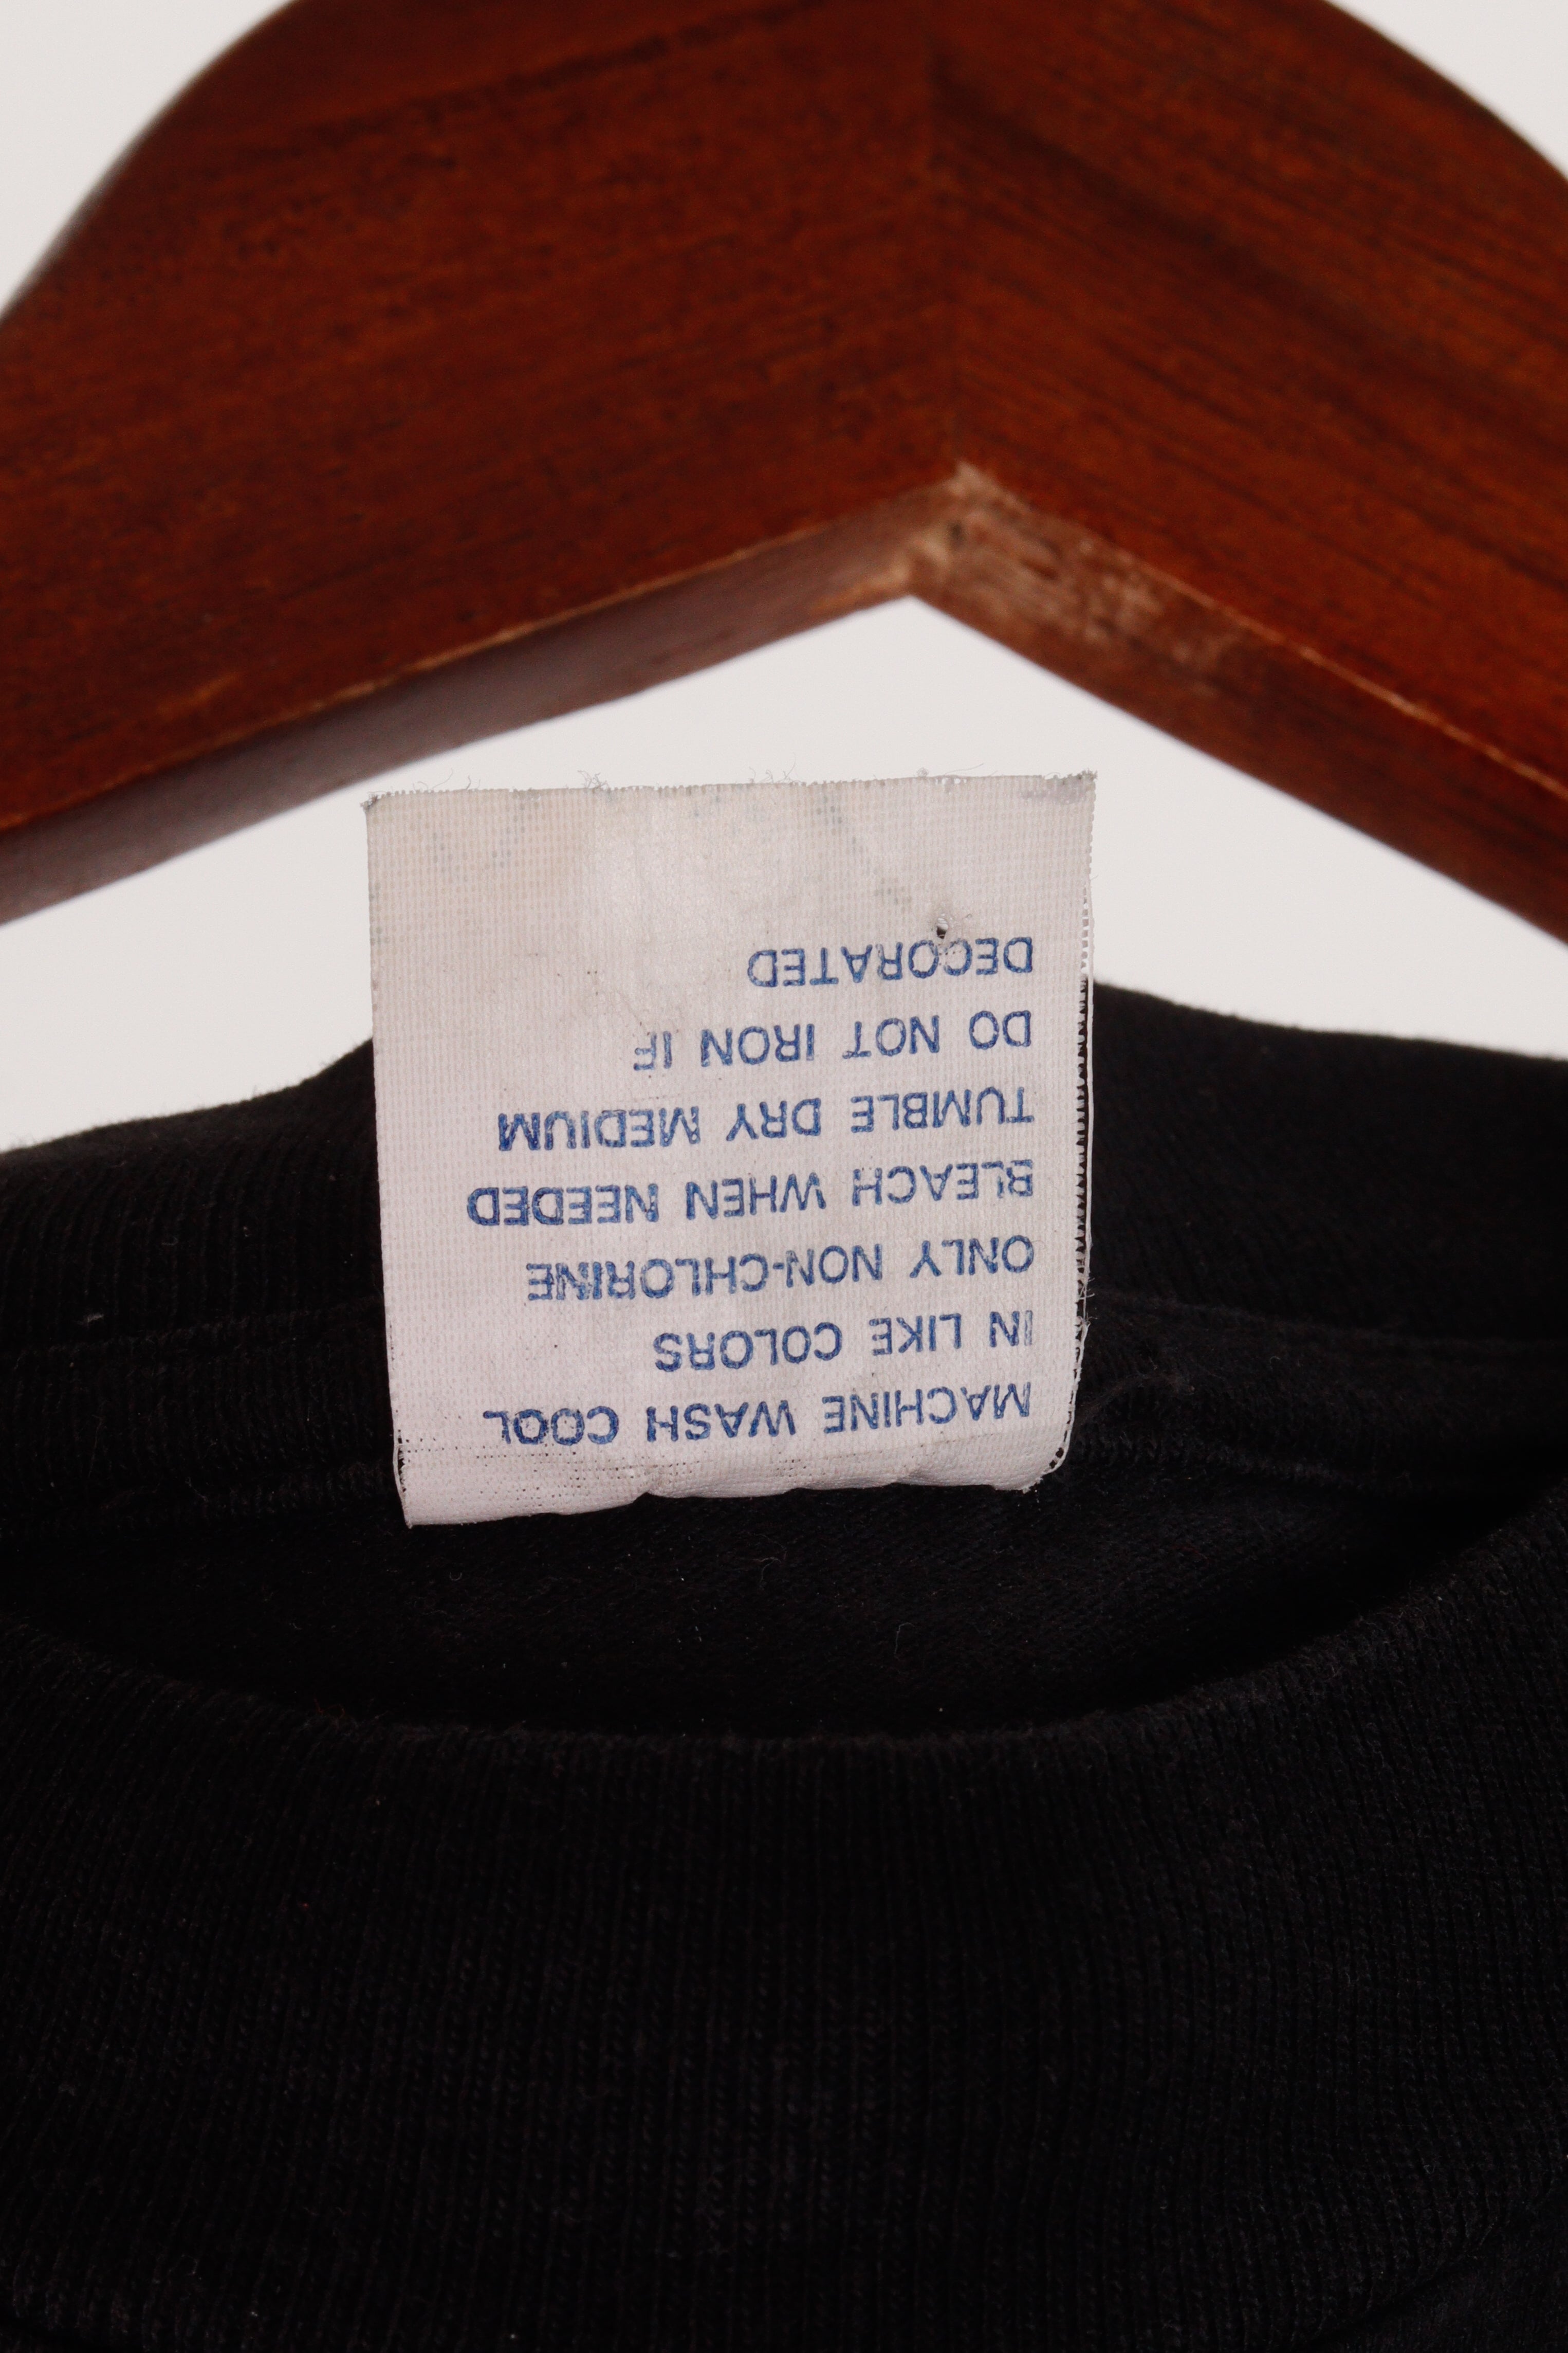 MACHINE WASH COOL
IN LIKE COLORS
ONLY NON-CHLORINE
BLEACH WHEN NEEDED
TUMBLE DRY MEDIUM
DO NOT IRON IF
DECORATED